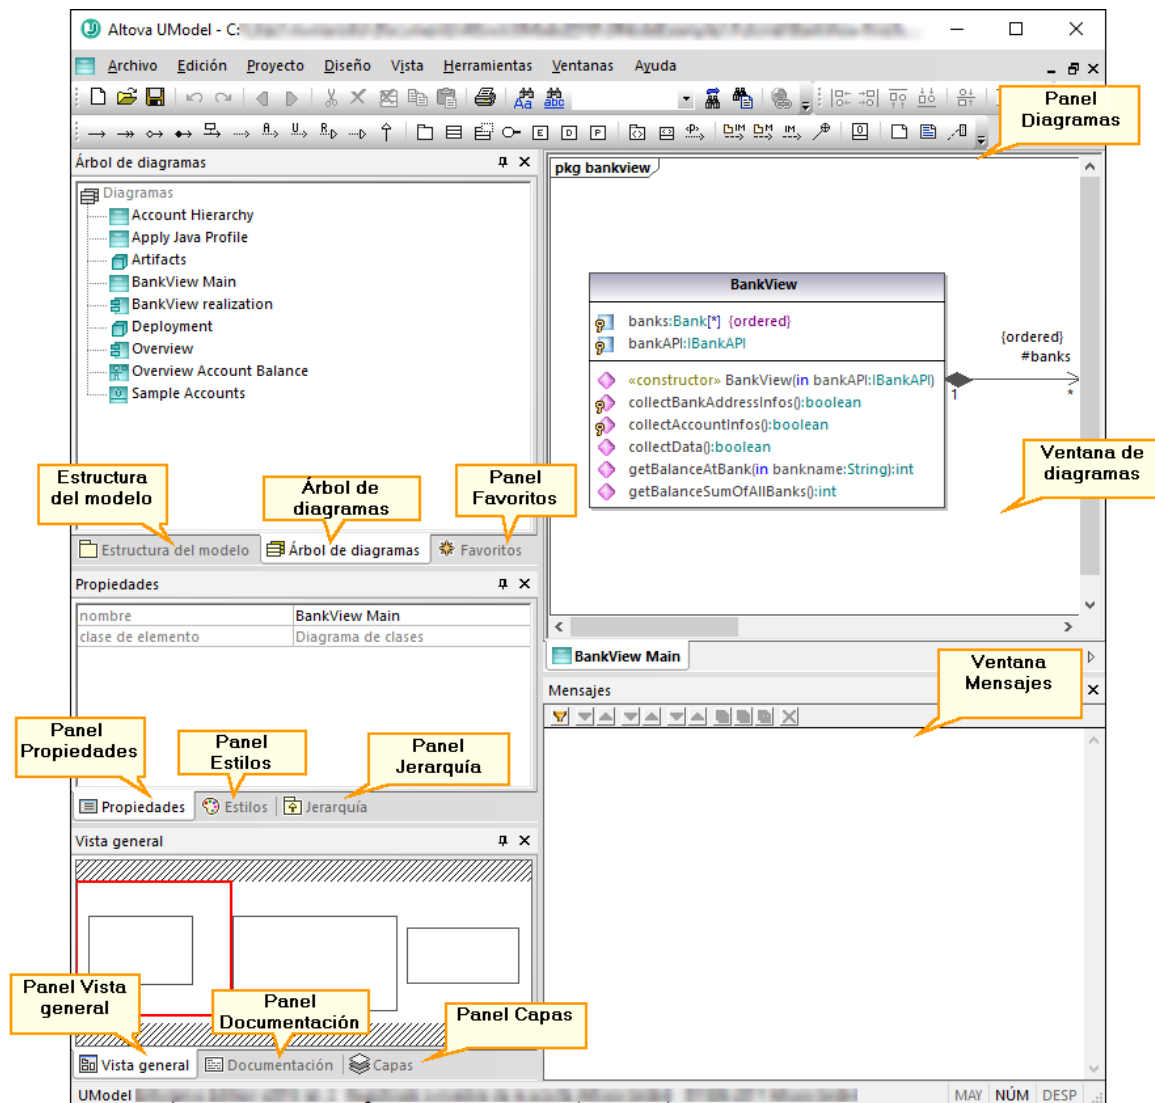 Altova UModel - C:
Archivo Edición Proyecto Diseño Vista Herramientas Ventanas Ayuda
Panel
Diagramas
Árbol de diagramas
Diagramas
Account Hierarchy
Apply Java Profile
Artifacts
BankView Main
BankView realization
Deployment
Overview
Overview Account Balance
Sample Accounts
pkg bankview
BankView
banks:Bank[*] {ordered}
bankAPI:IBankAPI
«constructor» BankView(in bankAPI:IBankAPI)
collectBankAddressInfos():boolean
collectAccountInfos():boolean
collectData():boolean
getBalanceAtBank(in bankname:String):int
getBalanceSumOfAllBanks():int
{ordered}
#banks
1
*
Ventana de
diagramas
Estructura
del modelo
Árbol de
diagramas
Panel
Favoritos
Estructura del modelo Árbol de diagramas Favoritos
Propiedades
nombre BankView Main
clase de elemento Diagrama de clases
BankView Main
Ventana
Mensajes
Mensajes
Panel
Propiedades
Panel
Estilos
Panel
Jerarquía
Propiedades Estilos Jerarquía
Vista general
Panel Vista
general
Panel
Documentación
Panel Capas
Vista general Documentación Capas
UModel
MAY NÚM DESP